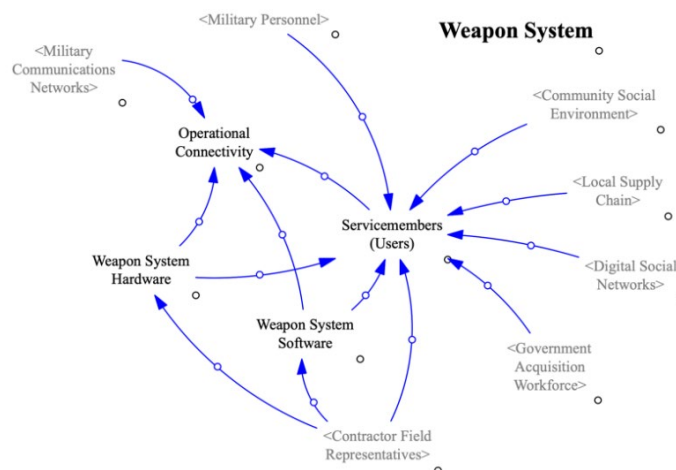 Weapon System
<Military Personnel>
<Military
Communications
Networks>
<Community Social
Environment>
Operational
Connectivity
<Local Supply
Chain>
Servicemembers
(Users)
Weapon System
Hardware
<Digital Social
Networks>
Weapon System
Software
<Government
Acquisition
Workforce>
<Contractor Field
Representatives>